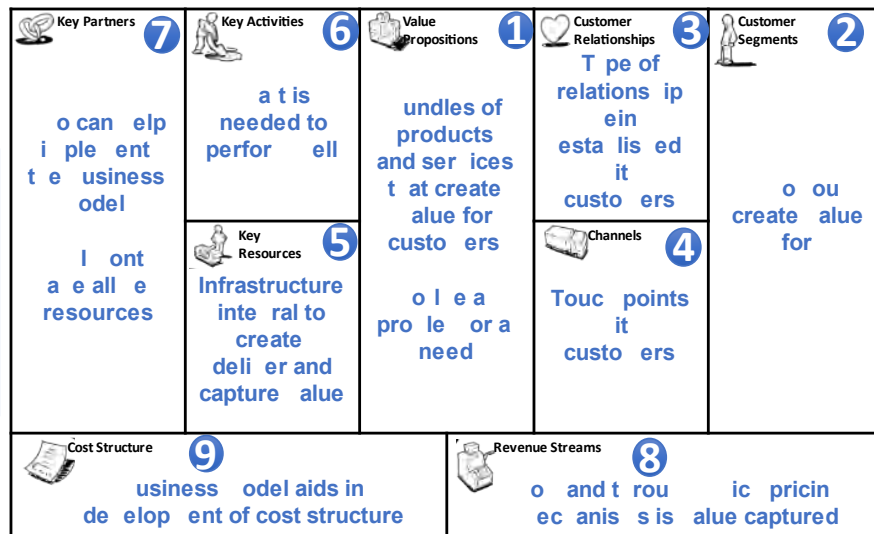 Key Partners
7
o can elp
i ple ent
t e usiness
odel
I ont
a e all e
resources
Key Activities
6
a t is
needed to
perfor ell
Key
Resources
5
Infrastructure
inte ral to
create
deli er and
capture alue
Value
Propositions
1
undles of
products
and ser ices
t at create
alue for
custo ers
o l e a
pro le or a
need
Customer
Relationships
3
T pe of
relations ip
ein
esta lis ed
it
custo ers
Channels
4
Touc points
it
custo ers
Customer
Segments
2
o ou
create alue
for
Cost Structure
9
usiness odel aids in
de elop ent of cost structure
Revenue Streams
8
o and t rou ic pricin
ec anis s is alue captured